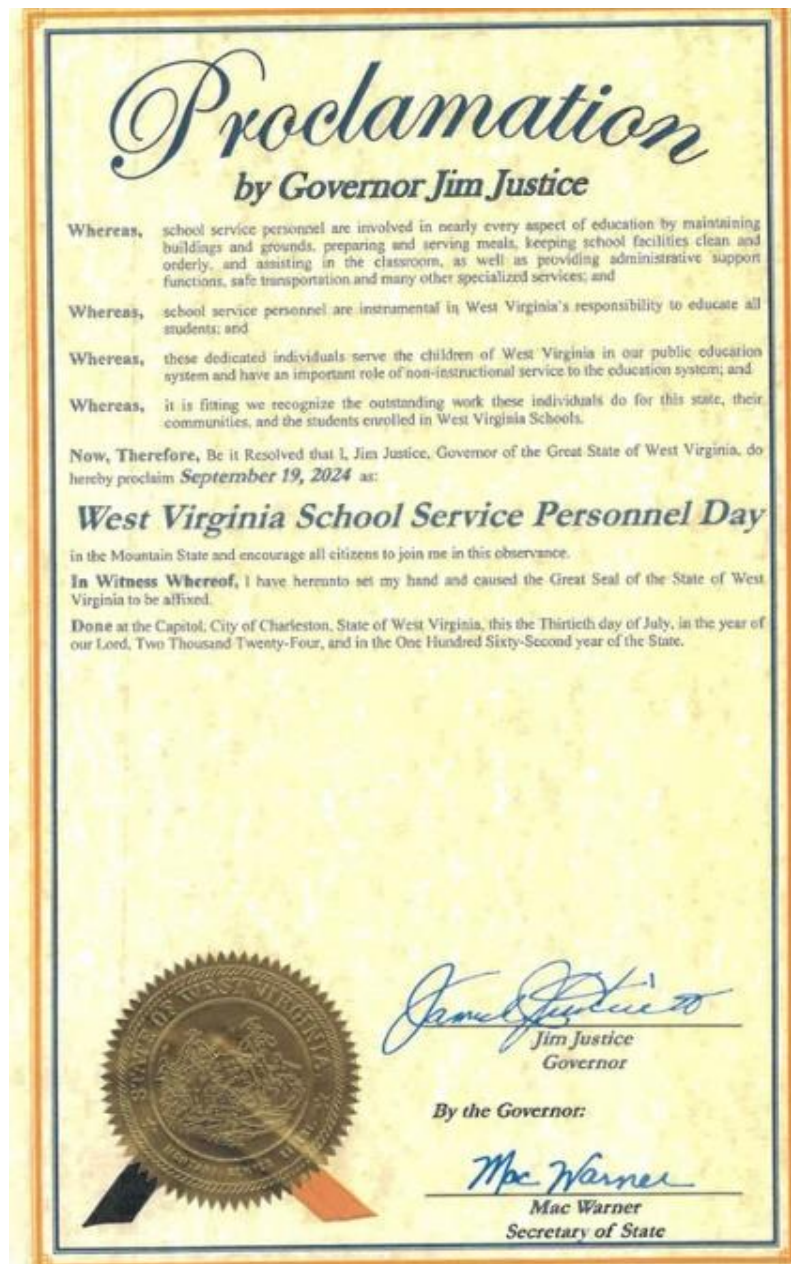 Proclamation
by Governor Jim Justice
Whereas, school service personnel are involved in nearly every aspect of education by maintaining
buildings and grounds, preparing and serving meals, keeping school facilities clean and
orderly, and assisting in the classroom, as well as providing administrative support
functions, safe transportation and many other specialized services; and
Whereas, school service personnel are instrumental in West Virginia's responsibility to educate all
students; and
Whereas, these dedicated individuals serve the children of West Virginia in our public education
system and have an important role of non-instructional service to the education system; and
Whereas, it is fitting we recognize the outstanding work these individuals do for this state, their
communities, and the students enrolled in West Virginia Schools.
Now, Therefore, Be it Resolved that I, Jim Justice, Governor of the Great State of West Virginia, do
hereby proclaim September 19, 2024 as:
West Virginia School Service Personnel Day
in the Mountain State and encourage all citizens to join me in this observance.
In Witness Whereof, I have hereunto set my hand and caused the Great Seal of the State of West
Virginia to be affixed.
Done at the Capitol, City of Charleston, State of West Virginia, this the Thirtieth day of July, in the year of
our Lord, Two Thousand Twenty-Four, and in the One Hundred Sixty-Second year of the State.
STATE OF WEST VIRGINIA
Jim Justice
Governor
By the Governor:
Mac Warner
Mac Warner
Secretary of State